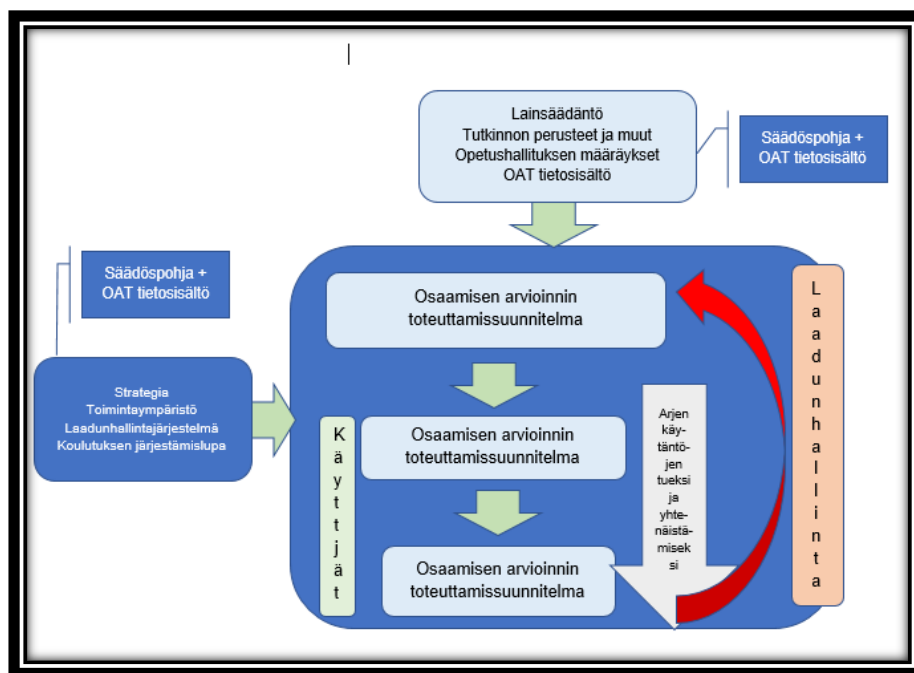 Lainsäädäntö
Tutkinnon perusteet ja muut
Opetushallituksen määräykset
OAT tietosisältö
Säädöspohja +
OAT tietosisältö
Säädöspohja +
OAT tietosisältö
Strategia
Toimintaympäristö
Laadunhallintajärjestelmä
Koulutuksen järjestämislupa
Osaamisen arvioinnin
toteuttamissuunnitelma
Osaamisen arvioinnin
toteuttamissuunnitelma
Osaamisen arvioinnin
toteuttamissuunnitelma
K
ä
y
t
t
j
ä
t
Arjen
käy-
täntö-
jen
tueksi
ja
yhte-
näistä-
misek
si
L
a
a
d
u
n
h
a
l
l
i
n
t
a